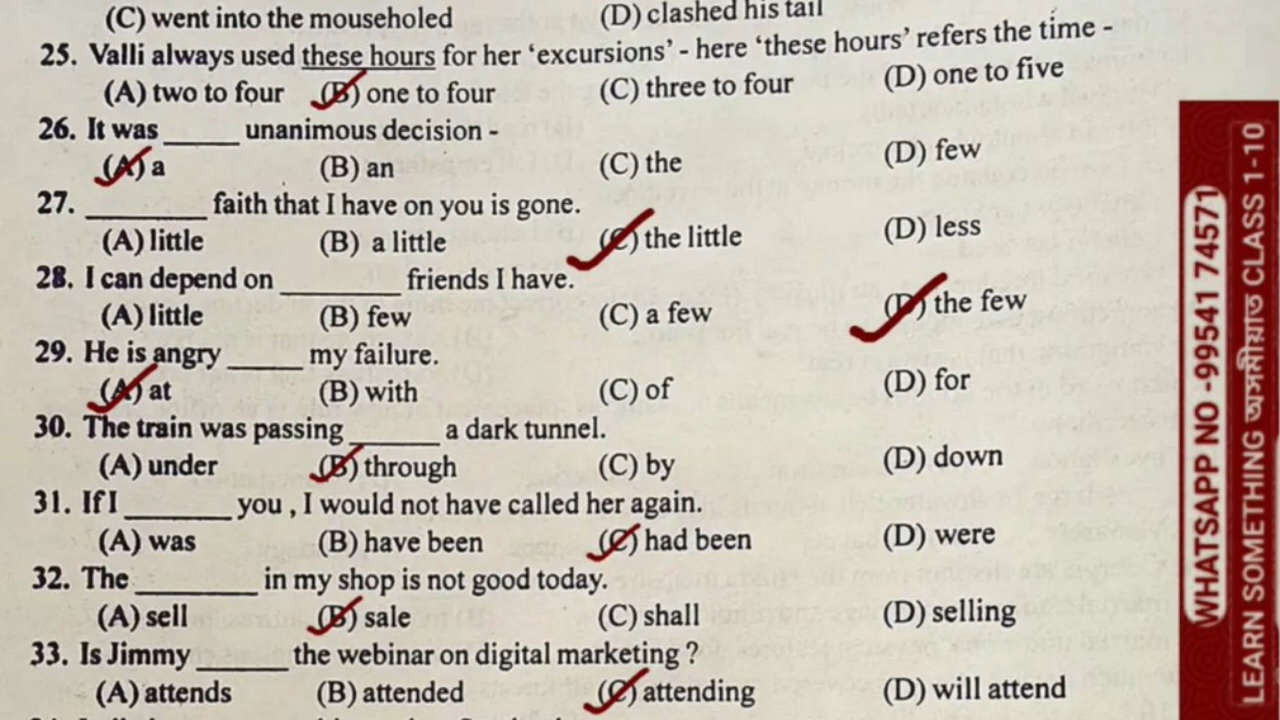 (C) went into the mouseholed (D) clashed his tail
25. Valli always used these hours for her ‘excursions’ - here ‘these hours’ refers the time -
(A) two to four (B) one to four (C) three to four (D) one to five
26. It was _____ unanimous decision -
(A) a (B) an (C) the (D) few
27. ________ faith that I have on you is gone.
(A) little (B) a little (C) the little (D) less
28. I can depend on ________ friends I have.
(A) little (B) few (C) a few (D) the few
29. He is angry _____ my failure.
(A) at (B) with (C) of (D) for
30. The train was passing ______ a dark tunnel.
(A) under (B) through (C) by (D) down
31. If I _______ you , I would not have called her again.
(A) was (B) have been (C) had been (D) were
32. The ________ in my shop is not good today.
(A) sell (B) sale (C) shall (D) selling
33. Is Jimmy ______ the webinar on digital marketing ?
(A) attends (B) attended (C) attending (D) will attend
WHATSAPP NO -99541 74571
LEARN SOMETHING অসমীয়াত CLASS 1-10